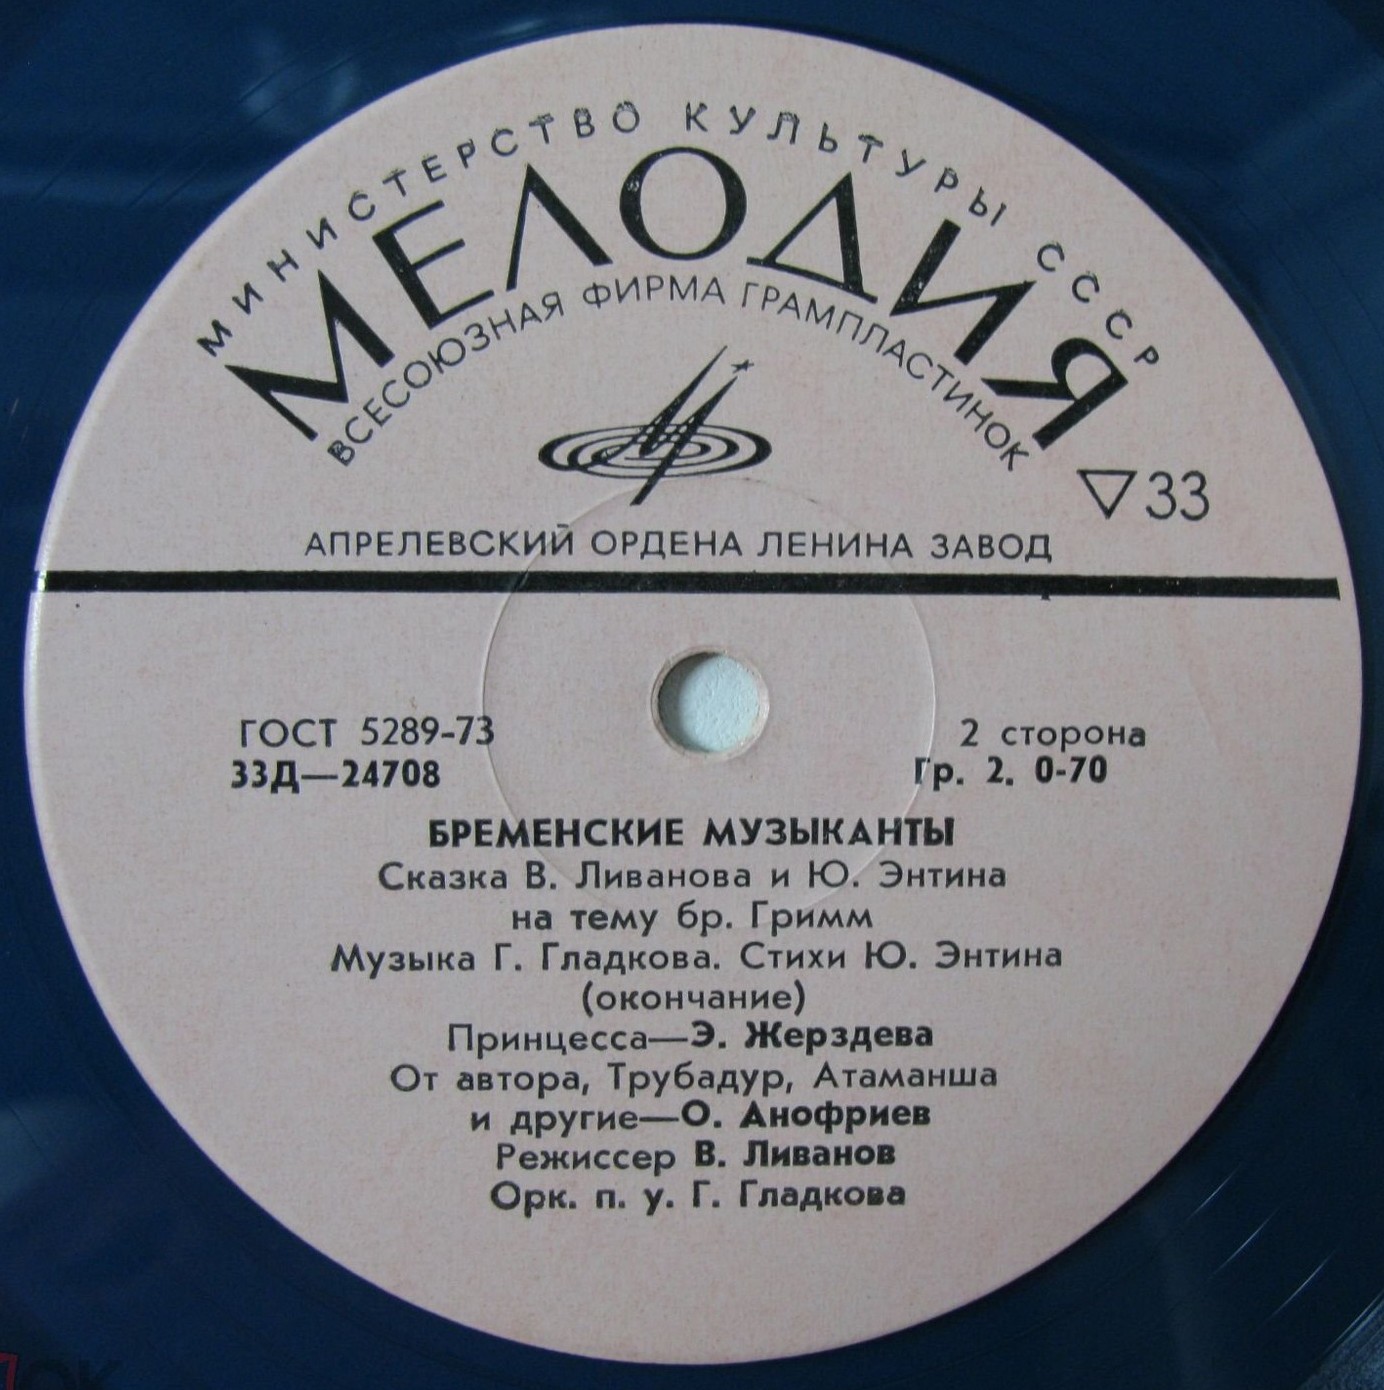 МИНИСТЕРСТВО КУЛЬТУРЫ СССР
МЕЛОДИЯ
ВСЕСОЮЗНАЯ ФИРМА ГРАМПЛАСТИНОК
33
АПРЕЛЕВСКИЙ ОРДЕНА ЛЕНИНА ЗАВОД
ГОСТ 5289-73
2 сторона
33Д—24708
Гр. 2. 0-70
БРЕМЕНСКИЕ МУЗЫКАНТЫ
Сказка В. Ливанова и Ю. Энтина
на тему бр. Гримм
Музыка Г. Гладкова. Стихи Ю. Энтина
(окончание)
Принцесса—Э. Жерздева
От автора, Трубадур, Атаманша
и другие—О. Анофриев
Режиссер В. Ливанов
Орк. п. у. Г. Гладкова